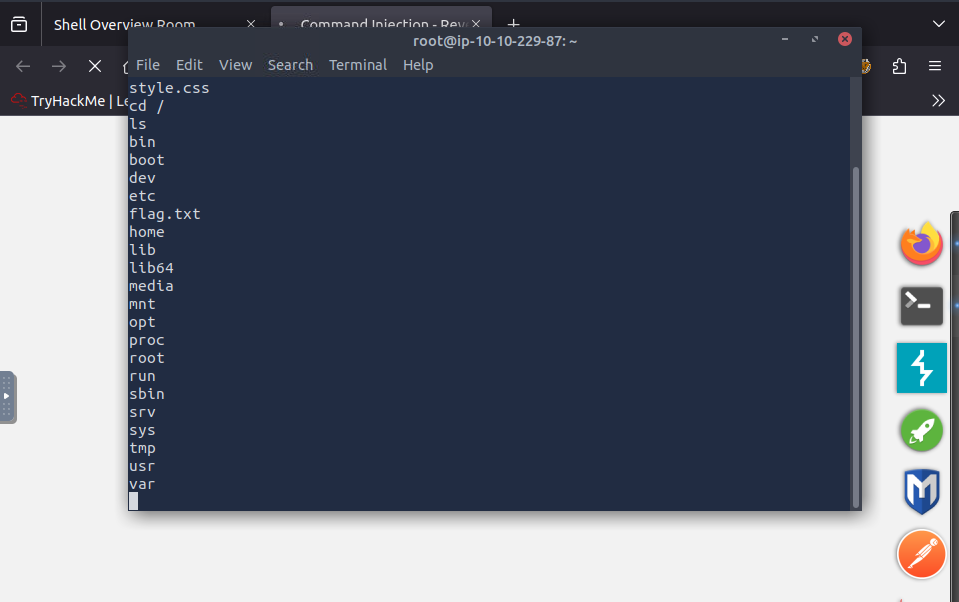 Shell Overview Room
Command Injection - Rev
root@ip-10-10-229-87: ~
File Edit View Search Terminal Help
TryHackMe | Le
style.css
cd /
ls
bin
boot
dev
etc
flag.txt
home
lib
lib64
media
mnt
opt
proc
root
run
sbin
srv
sys
tmp
usr
var